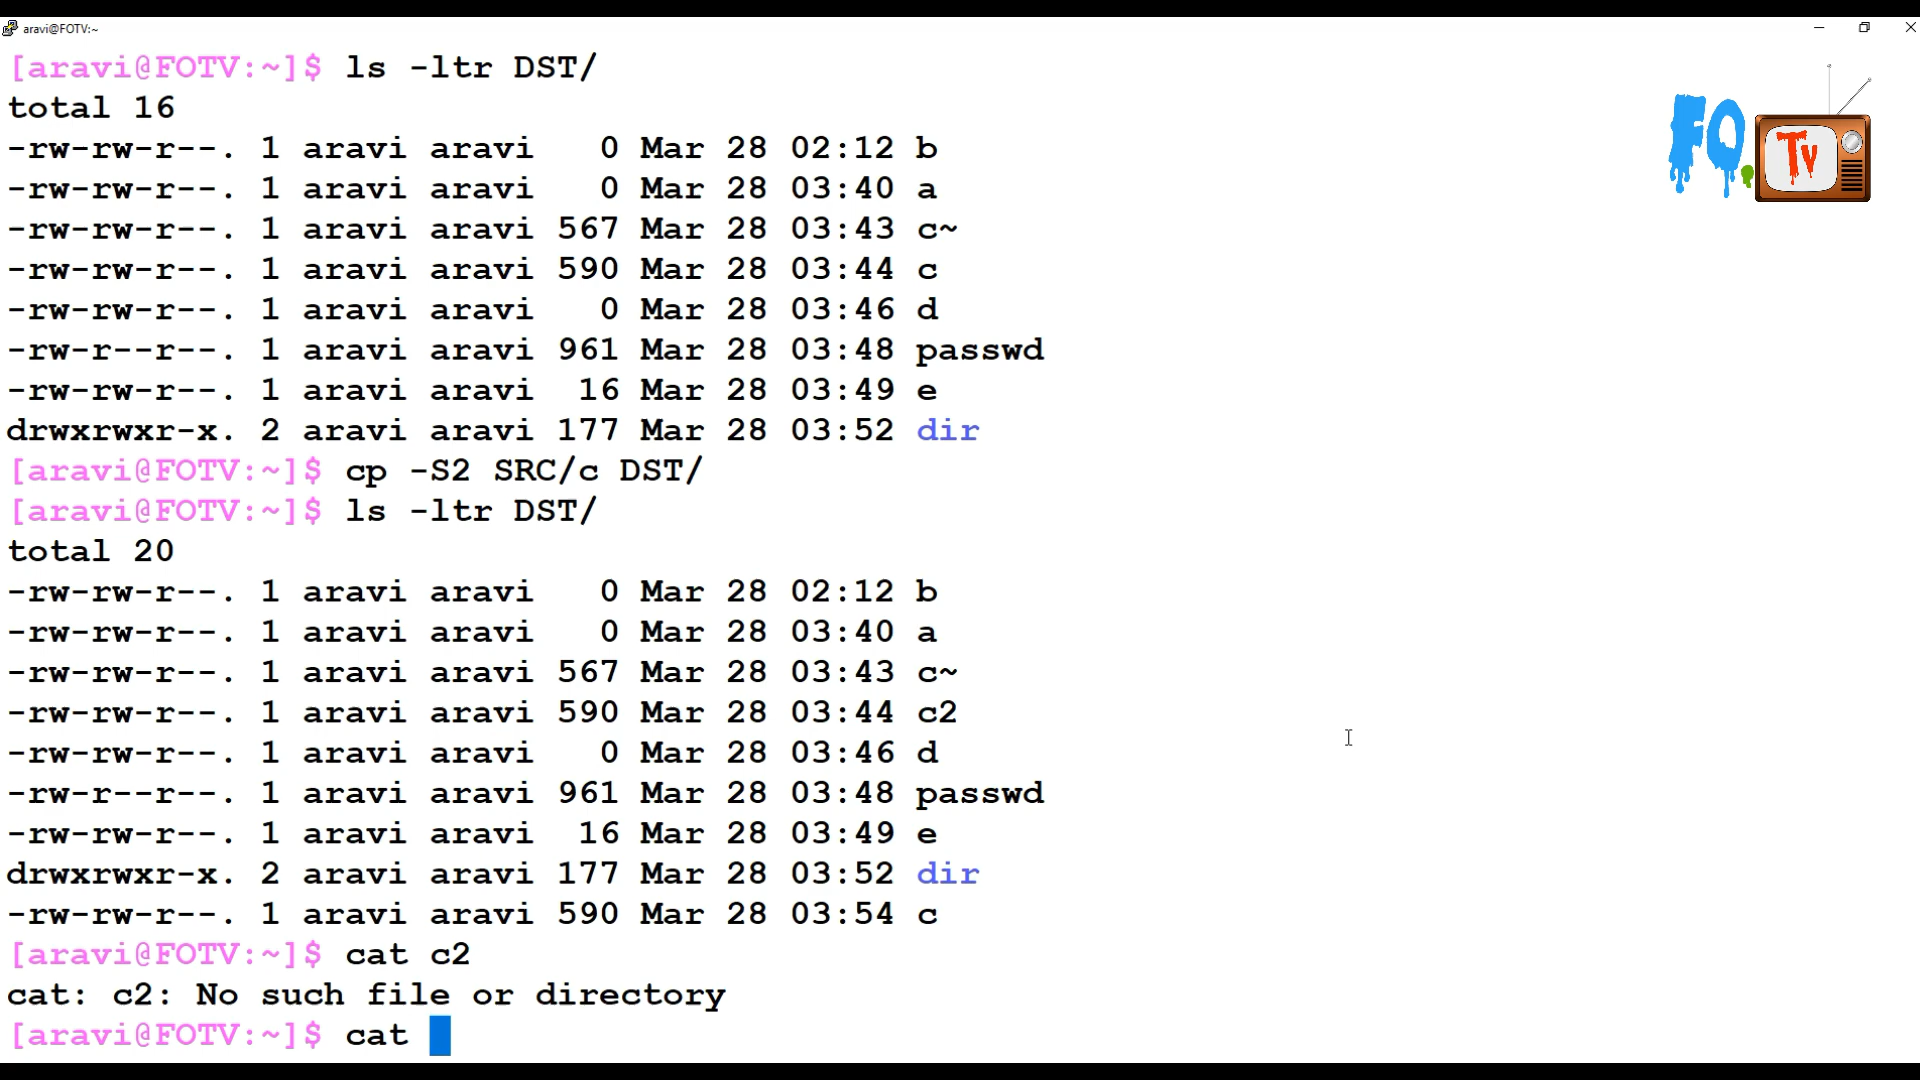 aravi@FOTV:~
[aravi@FOTV:~]$ ls -ltr DST/
total 16
-rw-rw-r--. 1 aravi aravi   0 Mar 28 02:12 b
-rw-rw-r--. 1 aravi aravi   0 Mar 28 03:40 a
-rw-rw-r--. 1 aravi aravi 567 Mar 28 03:43 c~
-rw-rw-r--. 1 aravi aravi 590 Mar 28 03:44 c
-rw-rw-r--. 1 aravi aravi   0 Mar 28 03:46 d
-rw-r--r--. 1 aravi aravi 961 Mar 28 03:48 passwd
-rw-rw-r--. 1 aravi aravi  16 Mar 28 03:49 e
drwxrwxr-x. 2 aravi aravi 177 Mar 28 03:52 dir
[aravi@FOTV:~]$ cp -S2 SRC/c DST/
[aravi@FOTV:~]$ ls -ltr DST/
total 20
-rw-rw-r--. 1 aravi aravi   0 Mar 28 02:12 b
-rw-rw-r--. 1 aravi aravi   0 Mar 28 03:40 a
-rw-rw-r--. 1 aravi aravi 567 Mar 28 03:43 c~
-rw-rw-r--. 1 aravi aravi 590 Mar 28 03:44 c2
-rw-rw-r--. 1 aravi aravi   0 Mar 28 03:46 d
-rw-r--r--. 1 aravi aravi 961 Mar 28 03:48 passwd
-rw-rw-r--. 1 aravi aravi  16 Mar 28 03:49 e
drwxrwxr-x. 2 aravi aravi 177 Mar 28 03:52 dir
-rw-rw-r--. 1 aravi aravi 590 Mar 28 03:54 c
[aravi@FOTV:~]$ cat c2
cat: c2: No such file or directory
[aravi@FOTV:~]$ cat
FO.Tv